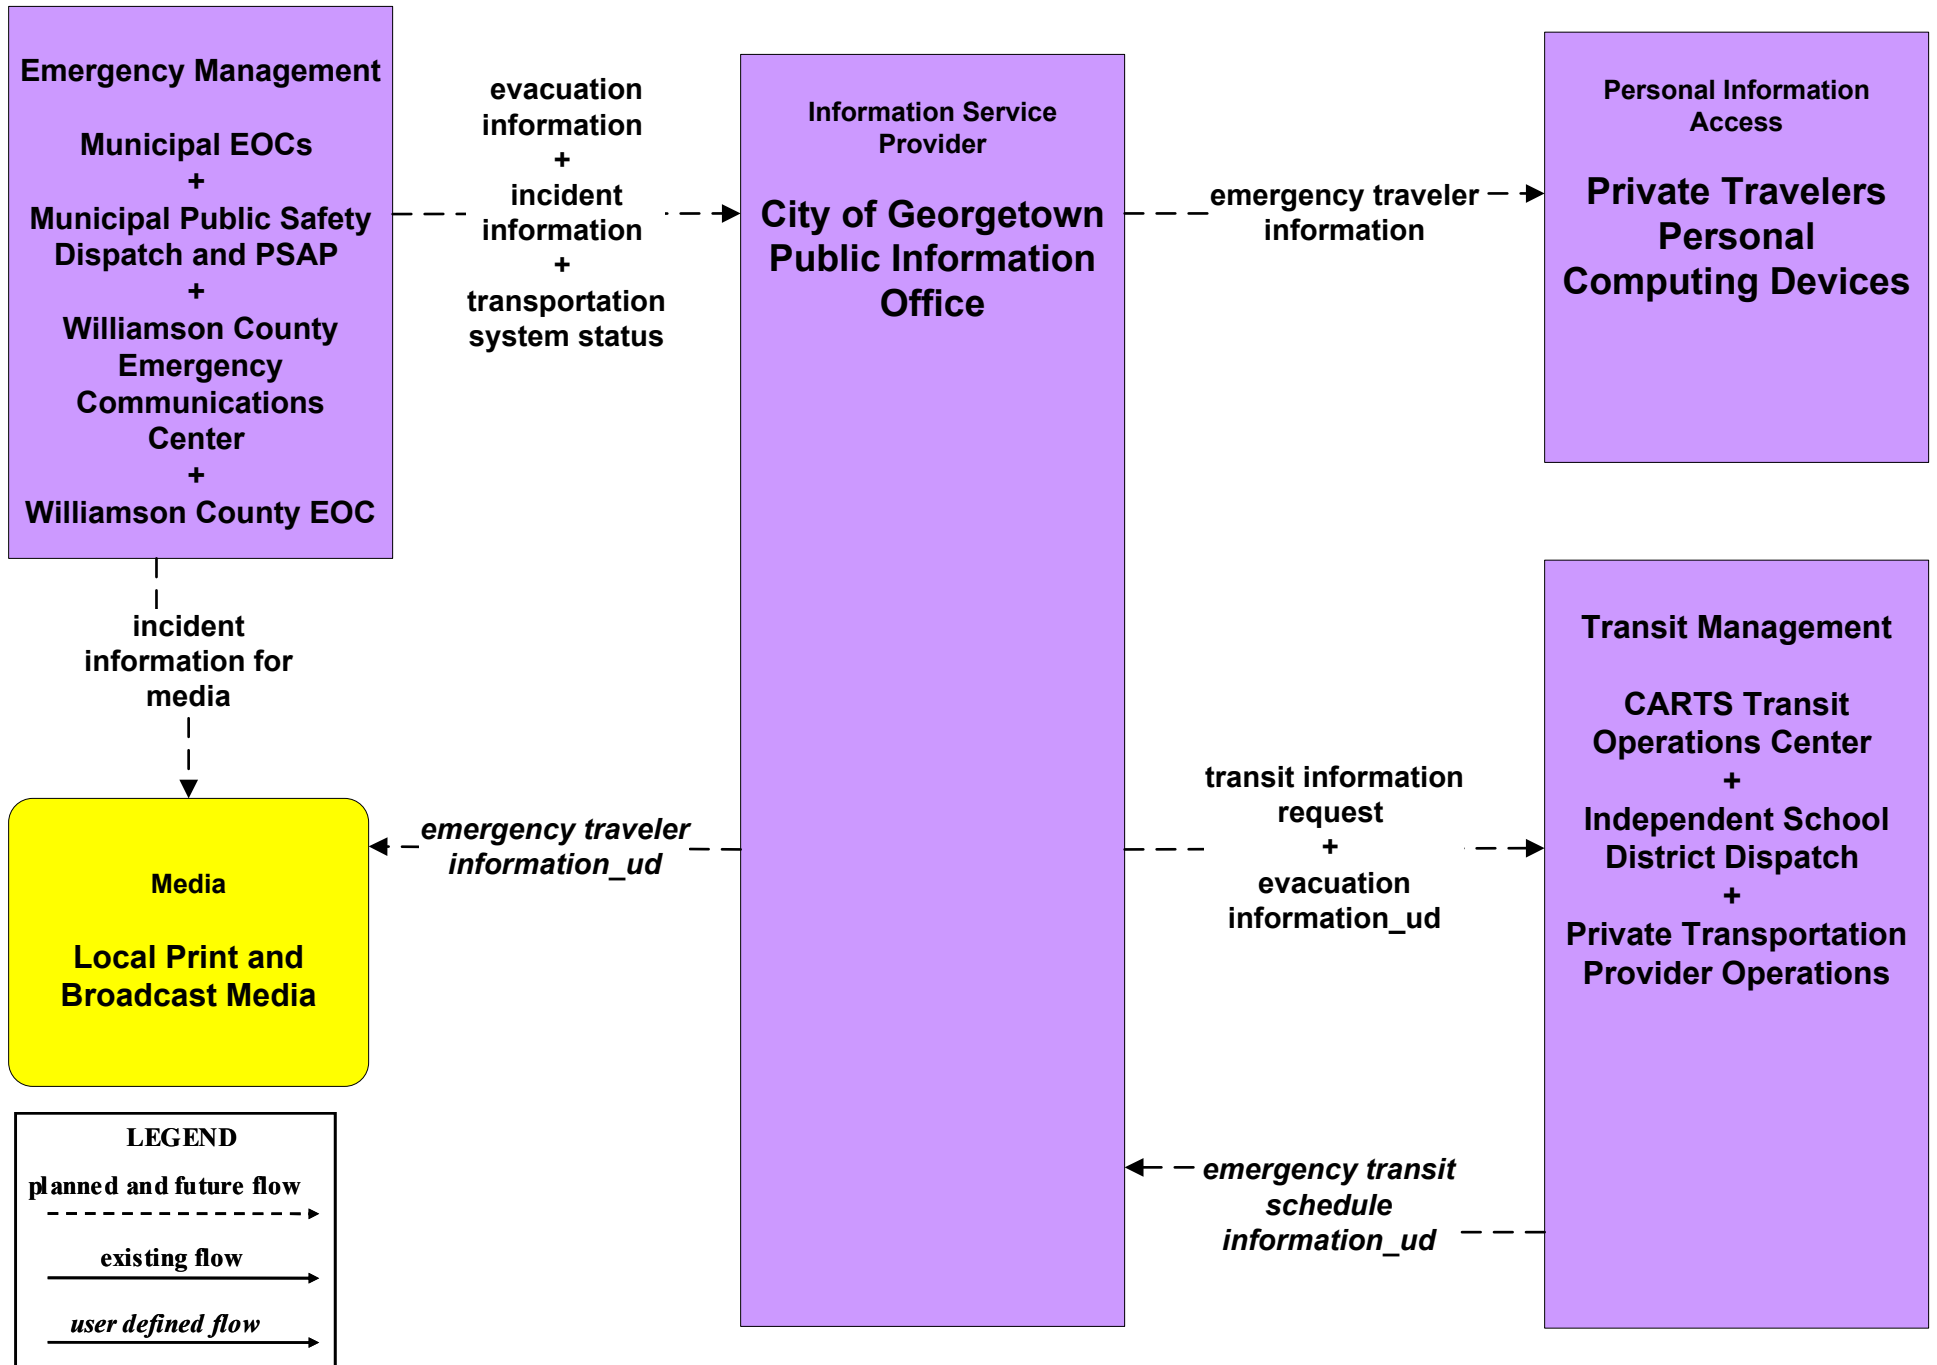 Emergency Management
Municipal EOCs
+
Municipal Public Safety
Dispatch and PSAP
+
Williamson County
Emergency
Communications
Center
+
Williamson County EOC
evacuation
information
+
incident
information
+
transportation
system status
Information Service
Provider
City of Georgetown
Public Information
Office
emergency traveler
information
Personal Information
Access
Private Travelers
Personal
Computing Devices
incident
information for
media
Media
Local Print and
Broadcast Media
emergency traveler
information_ud
transit information
request
+
evacuation
information_ud
Transit Management
CARTS Transit
Operations Center
+
Independent School
District Dispatch
+
Private Transportation
Provider Operations
emergency transit
schedule
information_ud
LEGEND
planned and future flow
existing flow
user defined flow